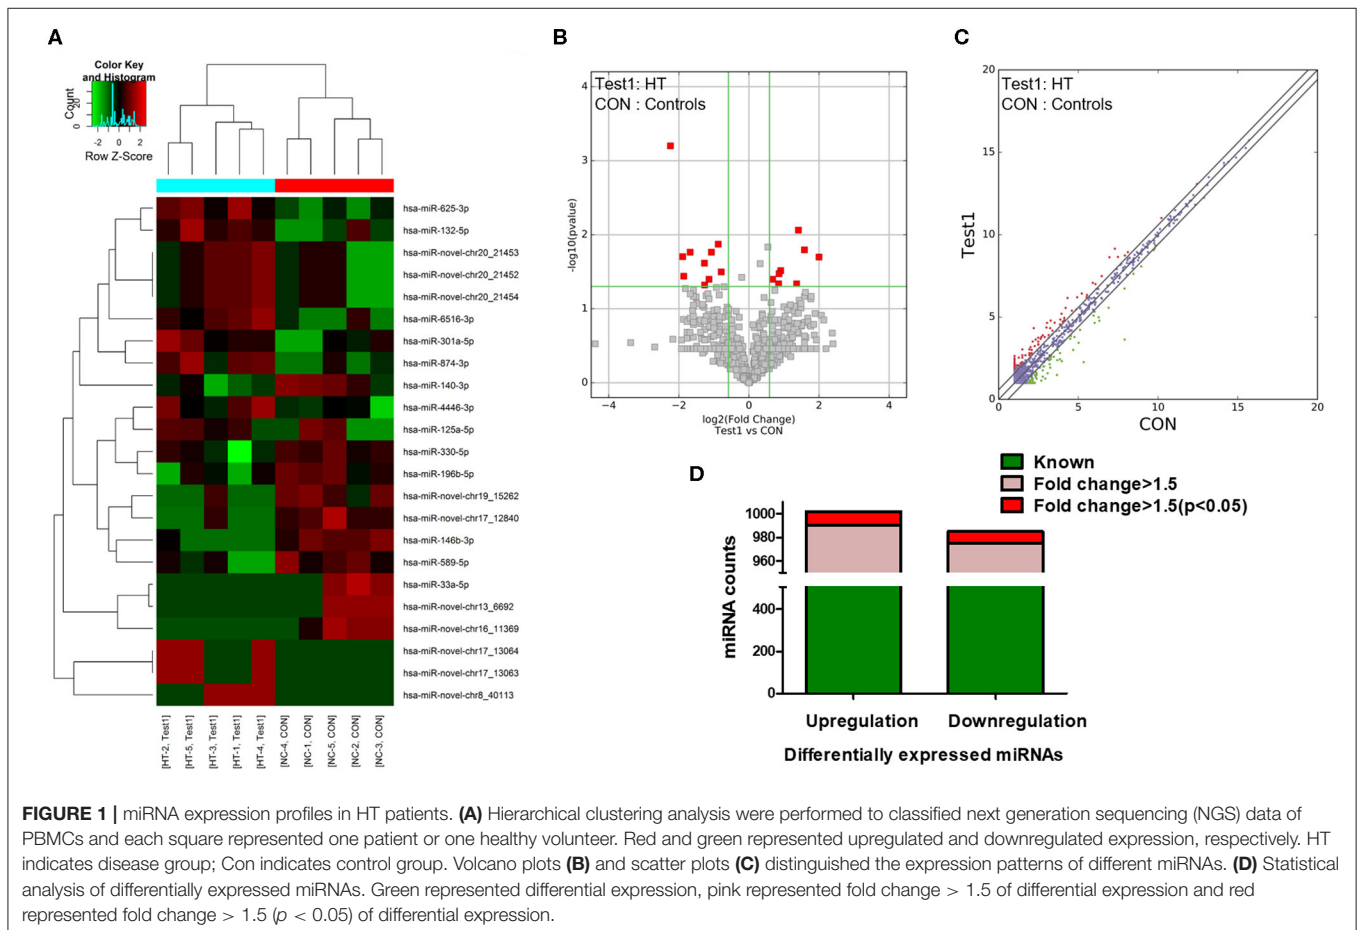 A
Color Key
and Histogram
Count
0 20
-2 0 2
Row Z-Score
hsa-miR-625-3p
hsa-miR-132-5p
hsa-miR-novel-chr20_21453
hsa-miR-novel-chr20_21452
hsa-miR-novel-chr20_21454
hsa-miR-6516-3p
hsa-miR-301a-5p
hsa-miR-874-3p
hsa-miR-140-3p
hsa-miR-4446-3p
hsa-miR-125a-5p
hsa-miR-330-5p
hsa-miR-196b-5p
hsa-miR-novel-chr19_15262
hsa-miR-novel-chr17_12840
hsa-miR-146b-3p
hsa-miR-589-5p
hsa-miR-33a-5p
hsa-miR-novel-chr13_6692
hsa-miR-novel-chr16_11369
hsa-miR-novel-chr17_13064
hsa-miR-novel-chr17_13063
hsa-miR-novel-chr8_40113
[HT-2, Test1]
[HT-5, Test1]
[HT-3, Test1]
[HT-1, Test1]
[HT-4, Test1]
[NC-4, CON]
[NC-1, CON]
[NC-5, CON]
[NC-2, CON]
[NC-3, CON]
B
Test1: HT
CON : Controls
-log10(pvalue)
4
3
2
1
0
−4 −2 0 2 4
log2(Fold Change)
Test1 vs CON
C
Test1: HT
CON : Controls
Test1
20
15
10
5
0
0 5 10 15 20
CON
D
Known
Fold change>1.5
Fold change>1.5(p<0.05)
miRNA counts
1000
980
960
400
200
0
Upregulation Downregulation
Differentially expressed miRNAs
FIGURE 1 | miRNA expression profiles in HT patients. (A) Hierarchical clustering analysis were performed to classified next generation sequencing (NGS) data of
PBMCs and each square represented one patient or one healthy volunteer. Red and green represented upregulated and downregulated expression, respectively. HT
indicates disease group; Con indicates control group. Volcano plots (B) and scatter plots (C) distinguished the expression patterns of different miRNAs. (D) Statistical
analysis of differentially expressed miRNAs. Green represented differential expression, pink represented fold change > 1.5 of differential expression and red
represented fold change > 1.5 (p < 0.05) of differential expression.